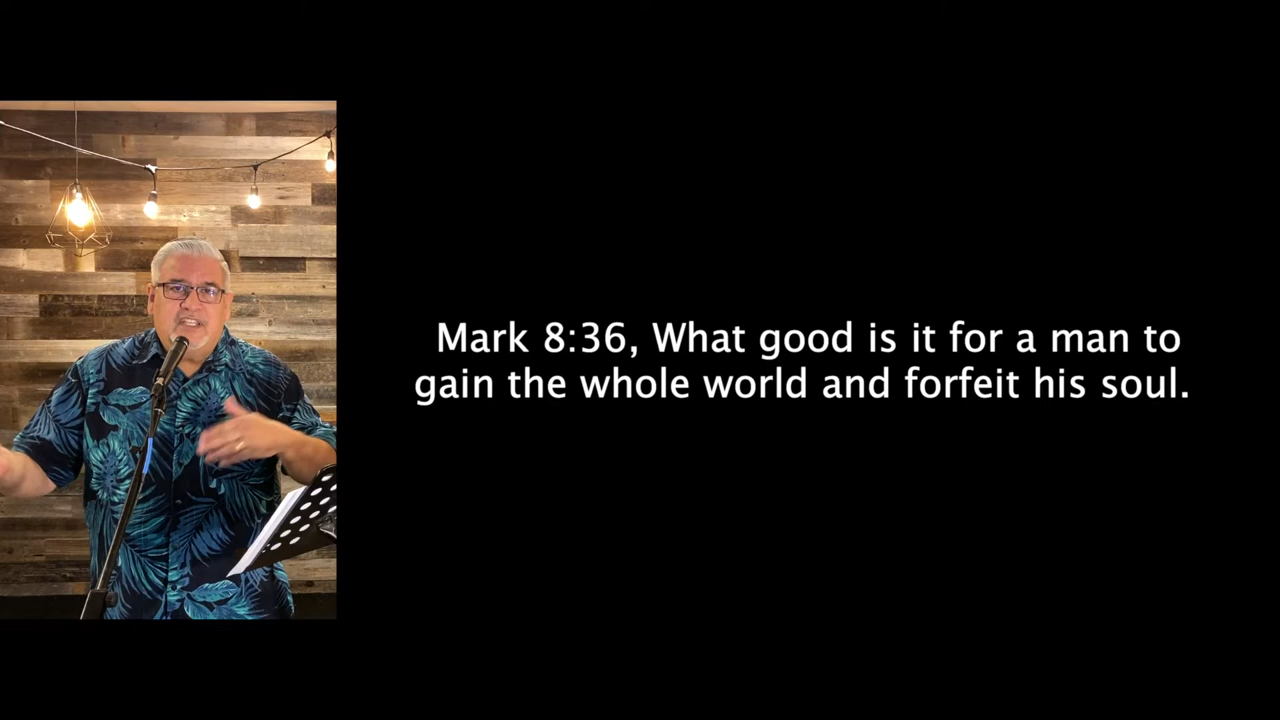 Mark 8:36, What good is it for a man to
gain the whole world and forfeit his soul.